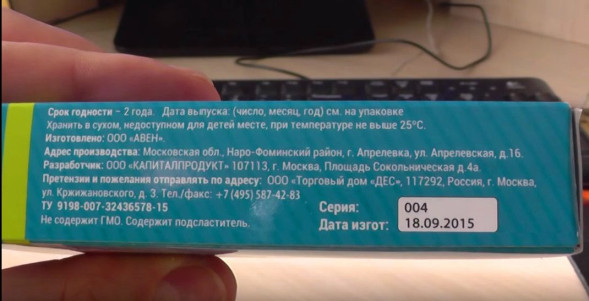 Срок годности – 2 года. Дата выпуска: (число, месяц, год) см. на упаковке
Хранить в сухом, недоступном для детей месте, при температуре не выше 25°С.
Изготовлено: ООО «АВЕН».
Адрес производства: Московская обл., Наро-Фоминский район, г. Апрелевка, ул. Апрелевская, д.16.
Разработчик: ООО «КАПИТАЛПРОДУКТ» 107113, г. Москва, Площадь Сокольническая д 4а.
Претензии и пожелания отправлять по адресу: ООО «Торговый дом «ДЕС», 117292, Россия, г. Москва,
ул. Кржижановского, д. 3. Тел./факс: +7 (495) 587-42-83
ТУ 9198-007-32436578-15
Не содержит ГМО. Содержит подсластитель.
Серия: 004
Дата изгот: 18.09.2015